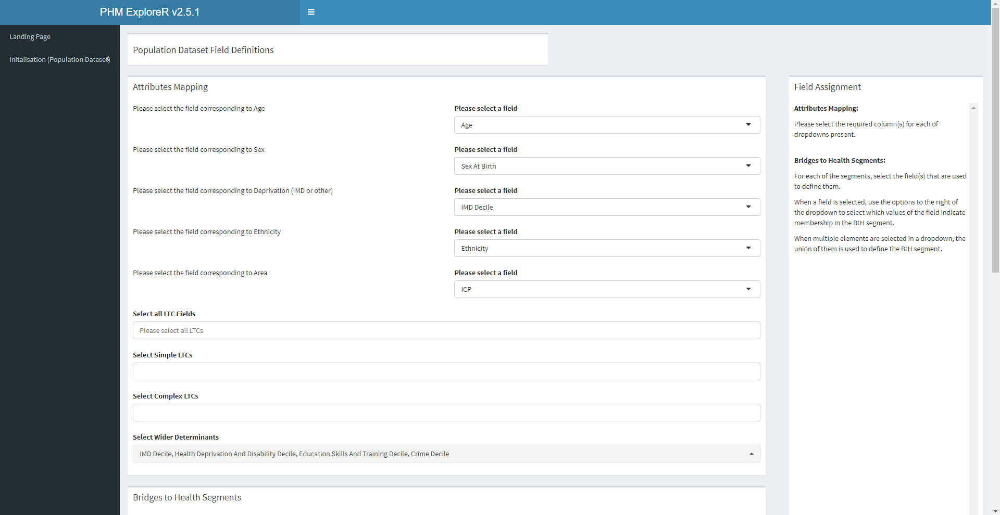 PHM ExploreR v2.5.1
Landing Page
Initalisation (Population Dataset)
Population Dataset Field Definitions
Attributes Mapping
Please select the field corresponding to Age
Please select a field
Age
Please select the field corresponding to Sex
Please select a field
Sex At Birth
Please select the field corresponding to Deprivation (IMD or other)
Please select a field
IMD Decile
Please select the field corresponding to Ethnicity
Please select a field
Ethnicity
Please select the field corresponding to Area
Please select a field
ICP
Select all LTC Fields
Please select all LTCs
Select Simple LTCs
Select Complex LTCs
Select Wider Determinants
IMD Decile, Health Deprivation And Disability Decile, Education Skills And Training Decile, Crime Decile
Bridges to Health Segments
Field Assignment
Attributes Mapping:
Please select the required column(s) for each of
dropdowns present.
Bridges to Health Segments:
For each of the segments, select the field(s) that are used
to define them.
When a field is selected, use the options to the right of
the dropdown to select which values of the field indicate
membership in the BtH segment.
When multiple elements are selected in a dropdown, the
union of them is used to define the BtH segment.